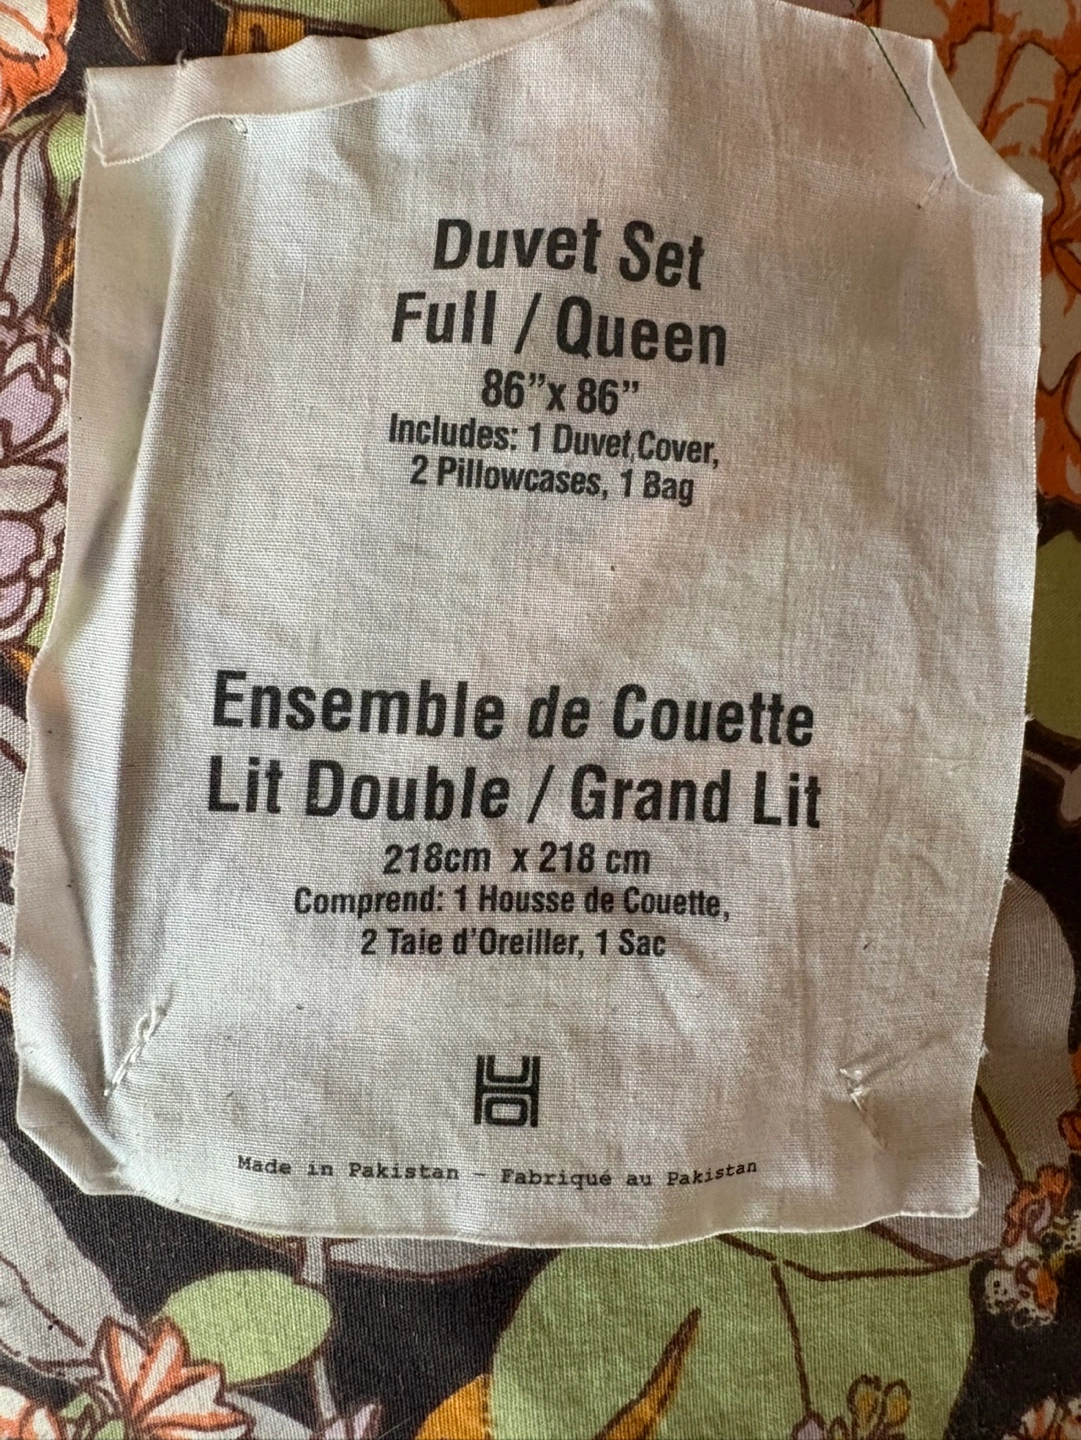 Duvet Set
Full / Queen
86”x 86”
Includes: 1 Duvet Cover,
2 Pillowcases, 1 Bag
Ensemble de Couette
Lit Double / Grand Lit
218cm x 218 cm
Comprend: 1 Housse de Couette,
2 Taie d’Oreiller, 1 Sac
UO
Made in Pakistan - Fabriqué au Pakistan